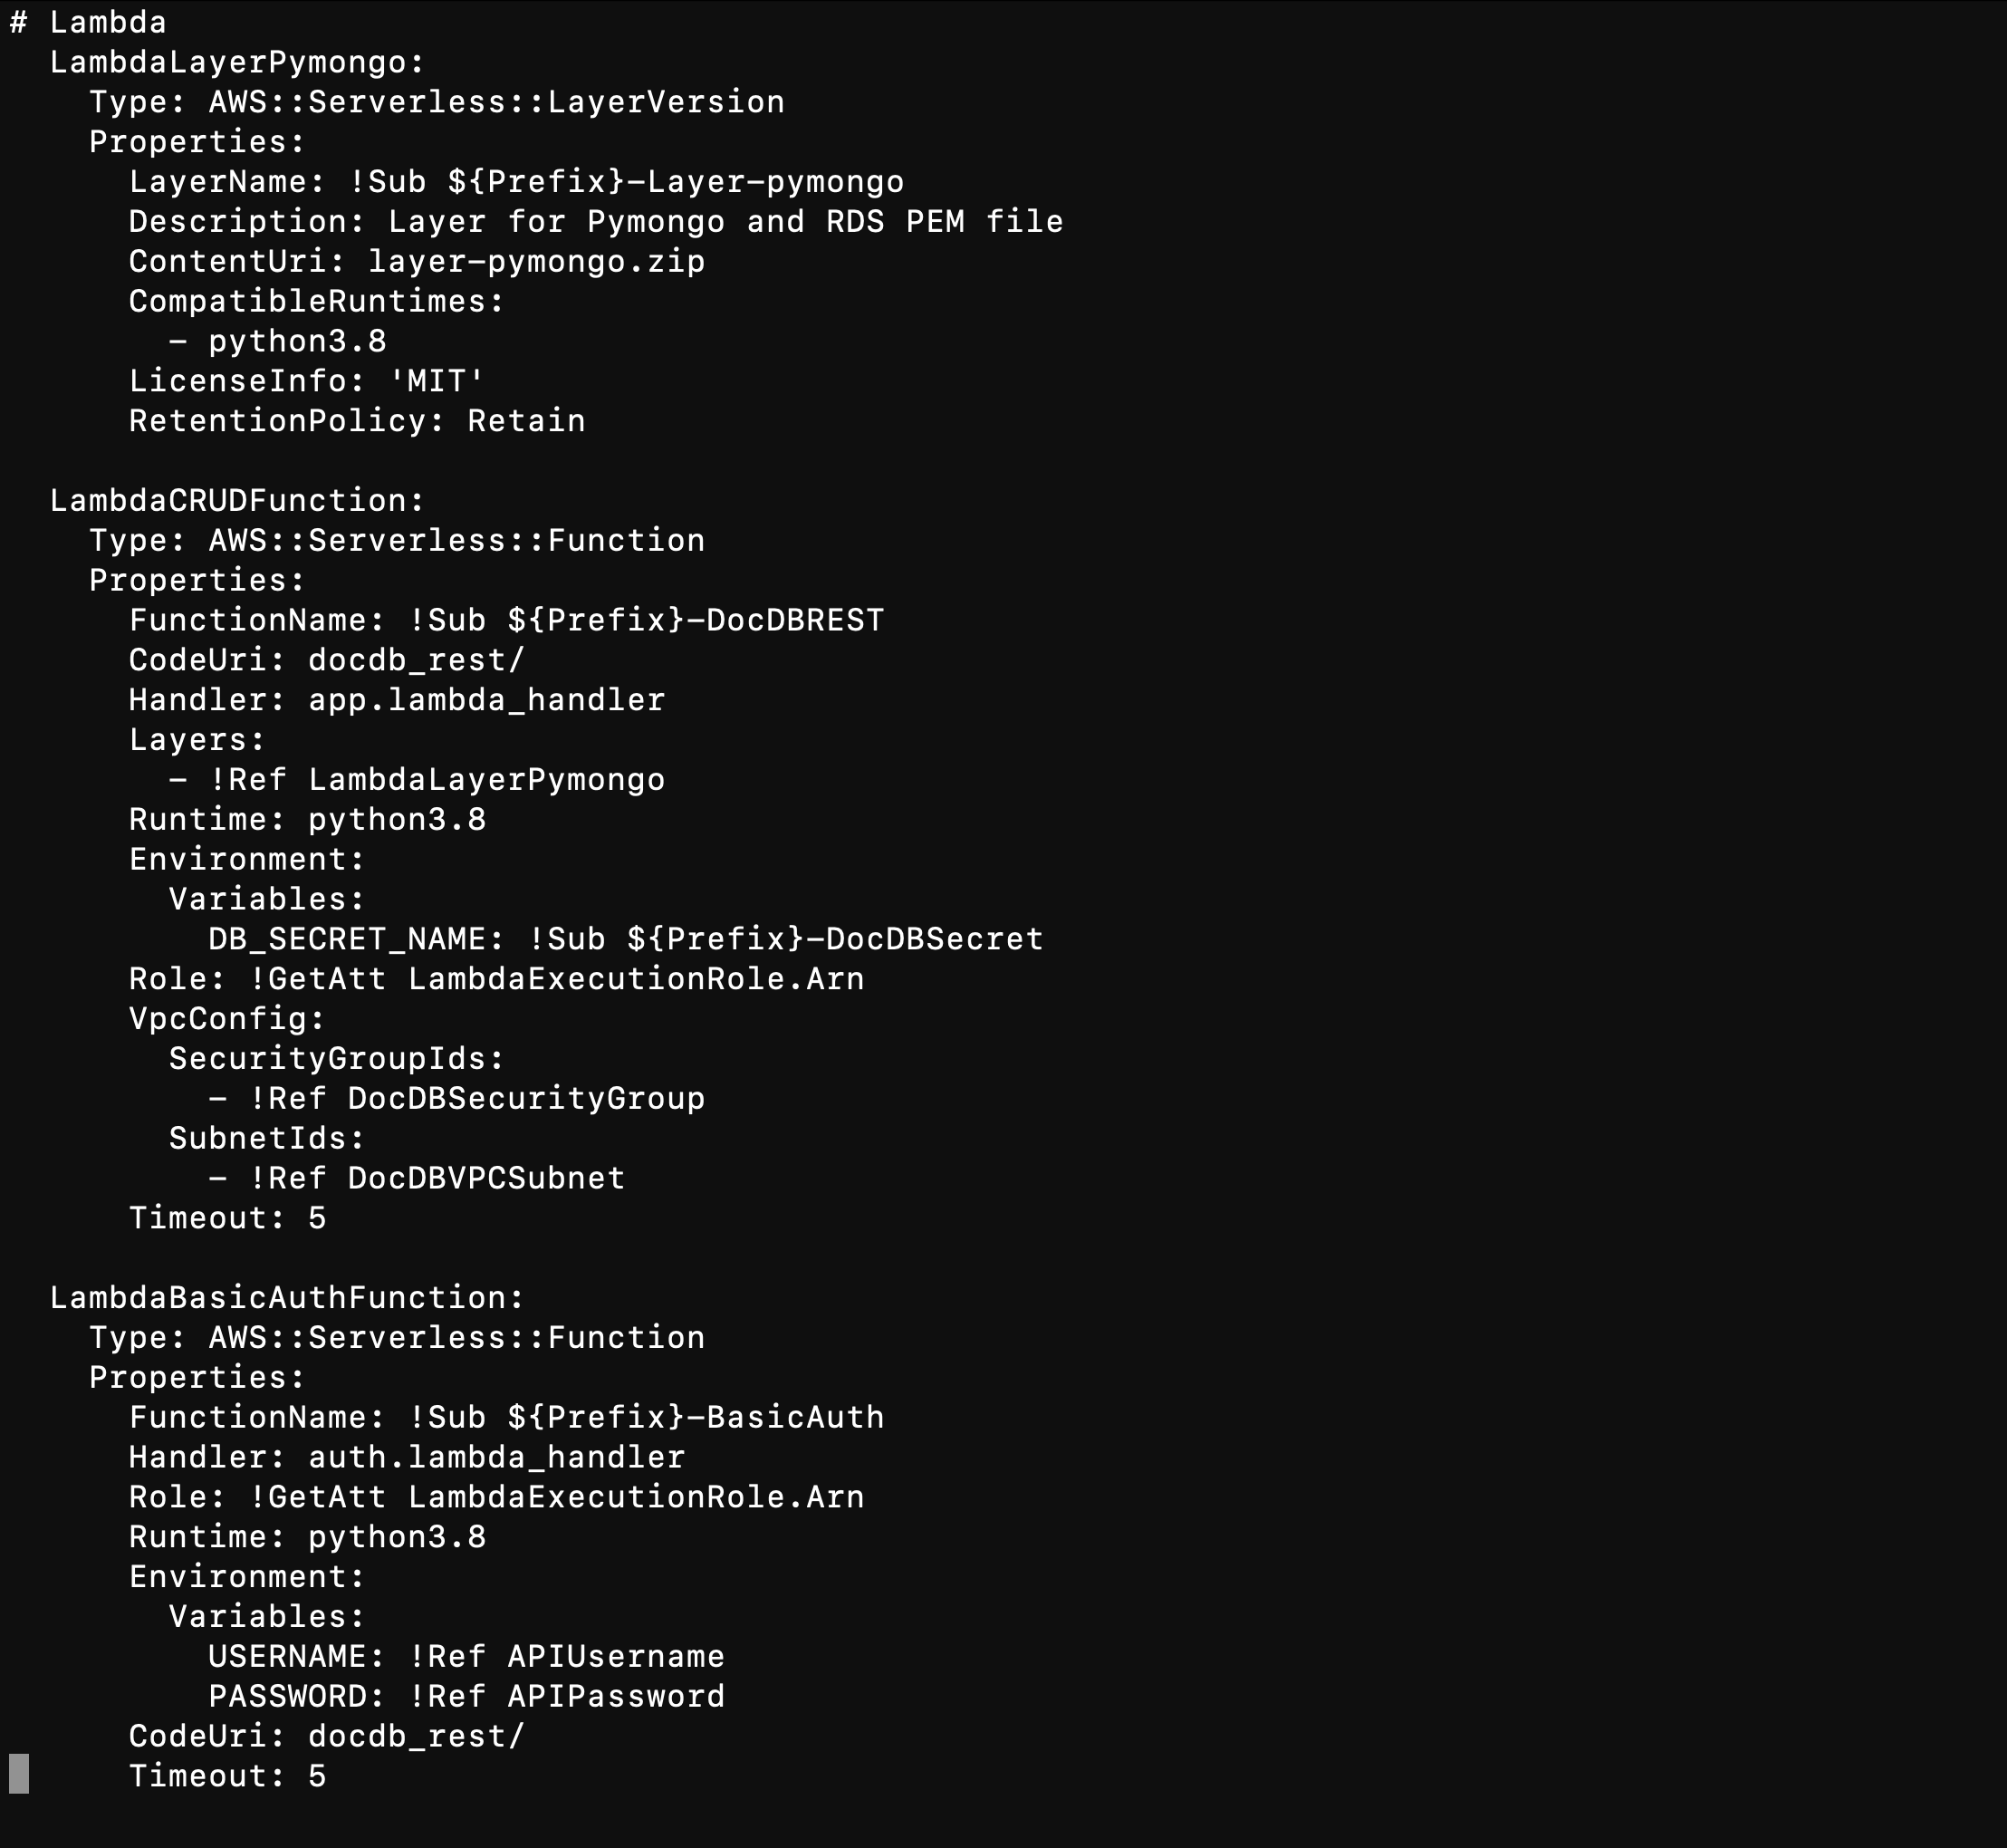 # Lambda
  LambdaLayerPymongo:
    Type: AWS::Serverless::LayerVersion
    Properties:
      LayerName: !Sub ${Prefix}-Layer-pymongo
      Description: Layer for Pymongo and RDS PEM file
      ContentUri: layer-pymongo.zip
      CompatibleRuntimes:
        - python3.8
      LicenseInfo: 'MIT'
      RetentionPolicy: Retain

  LambdaCRUDFunction:
    Type: AWS::Serverless::Function
    Properties:
      FunctionName: !Sub ${Prefix}-DocDBREST
      CodeUri: docdb_rest/
      Handler: app.lambda_handler
      Layers:
        - !Ref LambdaLayerPymongo
      Runtime: python3.8
      Environment:
        Variables:
          DB_SECRET_NAME: !Sub ${Prefix}-DocDBSecret
      Role: !GetAtt LambdaExecutionRole.Arn
      VpcConfig:
        SecurityGroupIds:
          - !Ref DocDBSecurityGroup
        SubnetIds:
          - !Ref DocDBVPCSubnet
      Timeout: 5

  LambdaBasicAuthFunction:
    Type: AWS::Serverless::Function
    Properties:
      FunctionName: !Sub ${Prefix}-BasicAuth
      Handler: auth.lambda_handler
      Role: !GetAtt LambdaExecutionRole.Arn
      Runtime: python3.8
      Environment:
        Variables:
          USERNAME: !Ref APIUsername
          PASSWORD: !Ref APIPassword
      CodeUri: docdb_rest/
      Timeout: 5